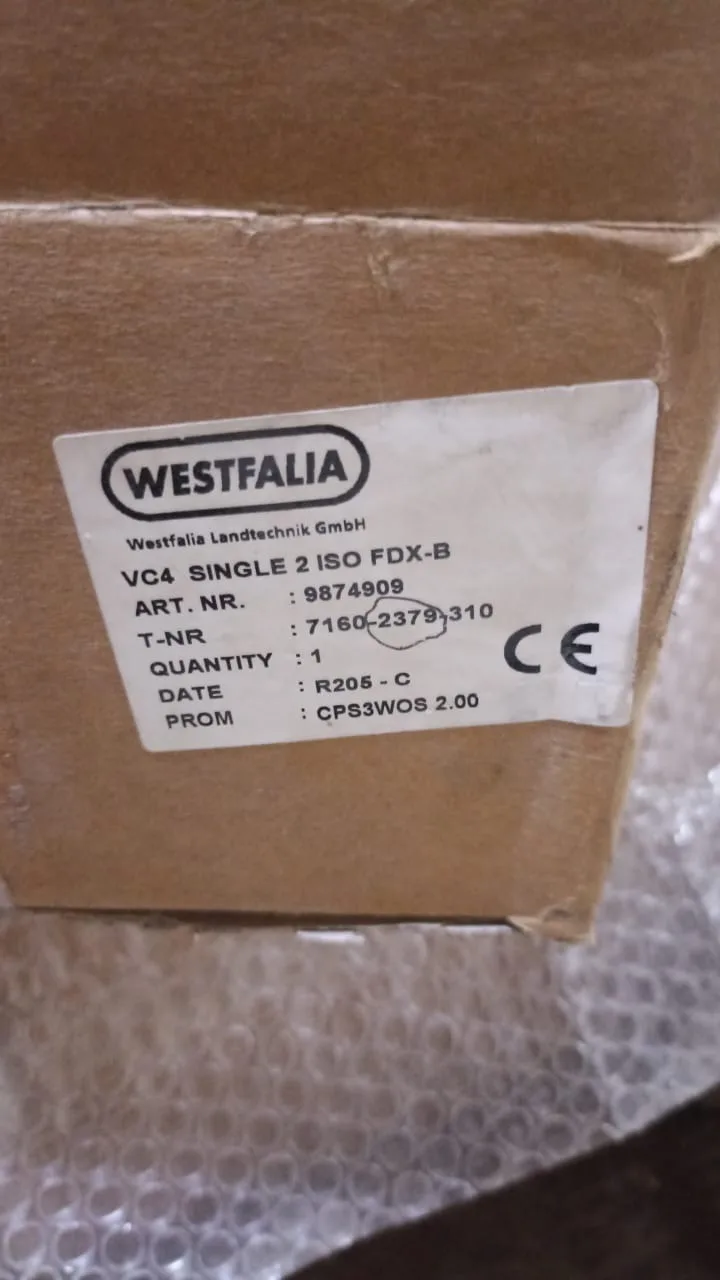 WESTFALIA
Westfalia Landtechnik GmbH
VC4 SINGLE 2 ISO FDX-B
ART. NR. : 9874909
T-NR : 7160-2379-310
QUANTITY : 1
DATE : R205 - C
PROM : CPS3WOS 2.00
CE